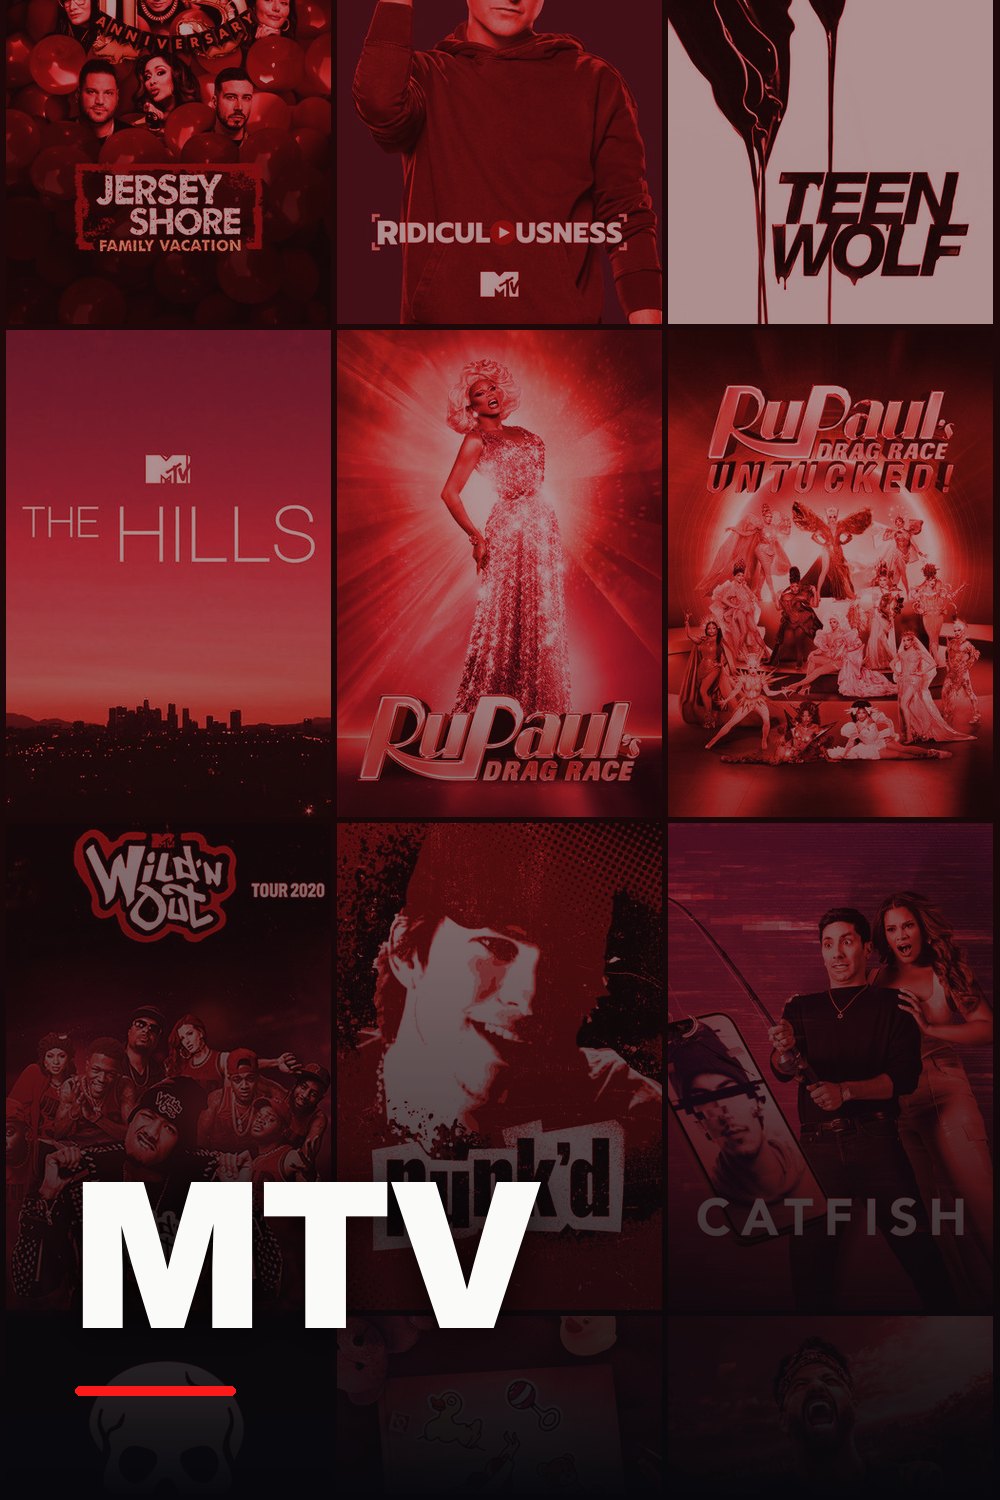 ANNIVERSARY
JERSEY
SHORE
FAMILY VACATION
RIDICULOUSNESS
MTV
TEEN
WOLF
MTV
THE HILLS
RuPaul's
DRAG RACE
RuPaul's
DRAG RACE
UNTUCKED!
MTV
WiLd'N
OUt
TOUR 2020
punk'd
CATFISH
MTV